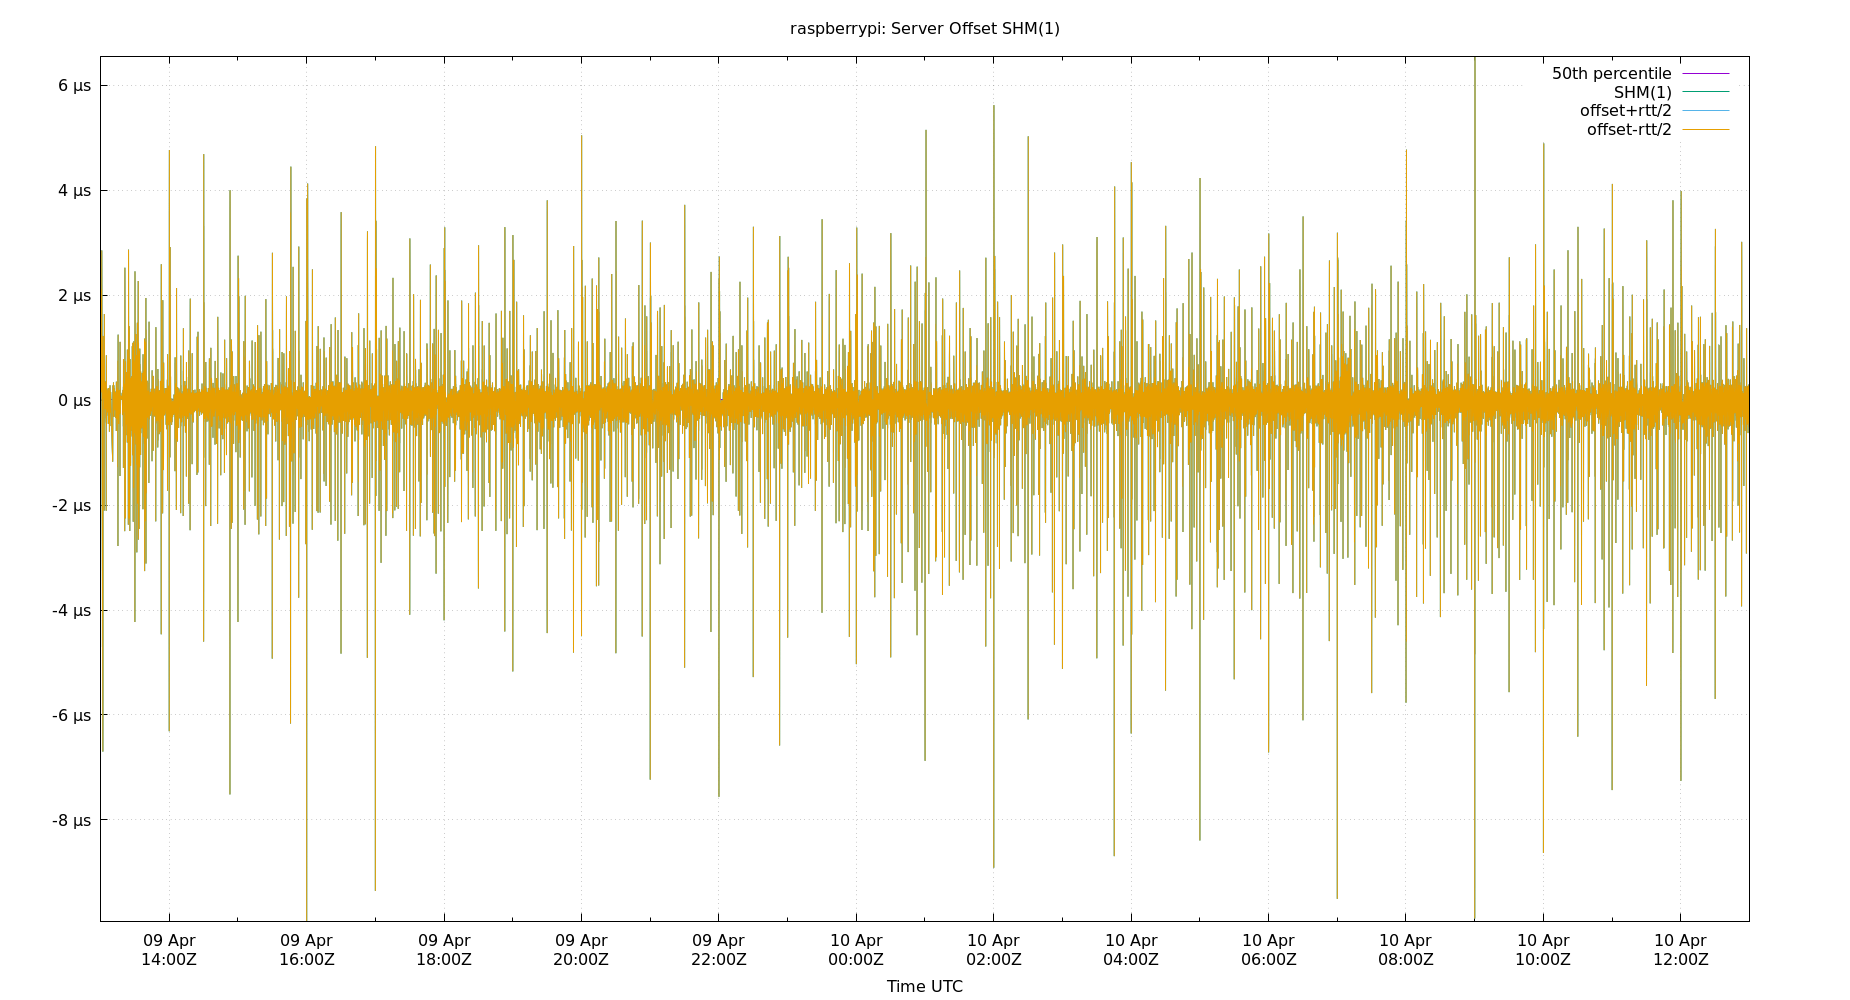 raspberrypi: Server Offset SHM(1)
50th percentile
SHM(1)
offset+rtt/2
offset-rtt/2
6 µs
4 µs
2 µs
0 µs
-2 µs
-4 µs
-6 µs
-8 µs
09 Apr 09 Apr 09 Apr 09 Apr 09 Apr 10 Apr 10 Apr 10 Apr 10 Apr 10 Apr 10 Apr 10 Apr
14:00Z 16:00Z 18:00Z 20:00Z 22:00Z 00:00Z 02:00Z 04:00Z 06:00Z 08:00Z 10:00Z 12:00Z
Time UTC